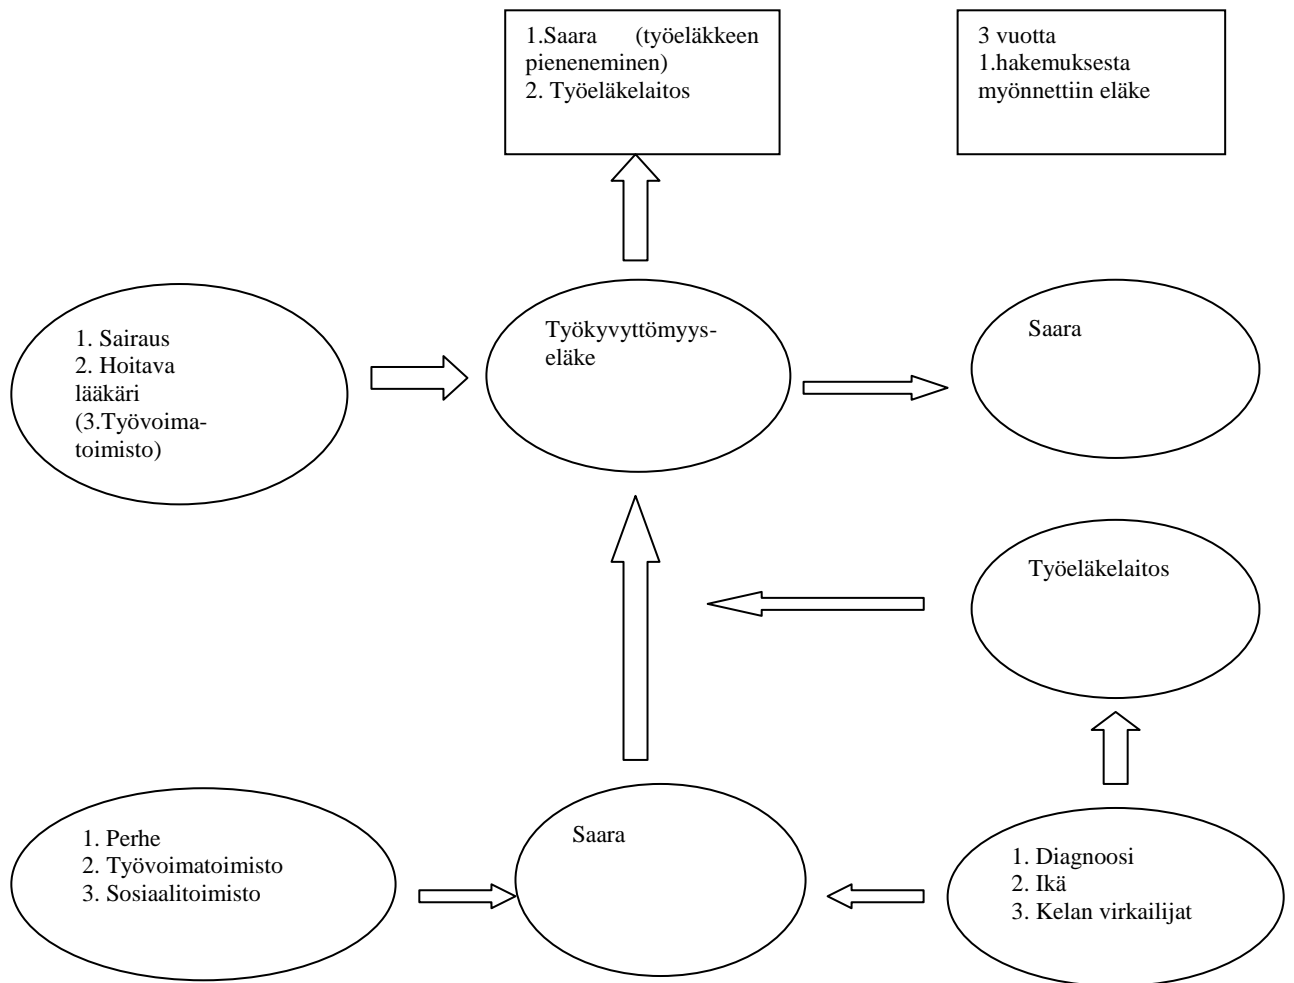 1.Saara (työeläkkeen
pieneneminen)
2. Työeläkelaitos
3 vuotta
1.hakemuksesta
myönnettiin eläke
1. Sairaus
2. Hoitava
lääkäri
(3.Työvoima-
toimisto)
Työkyvyttömyys-
eläke
Saara
Työeläkelaitos
1. Perhe
2. Työvoimatoimisto
3. Sosiaalitoimisto
Saara
1. Diagnoosi
2. Ikä
3. Kelan virkailijat